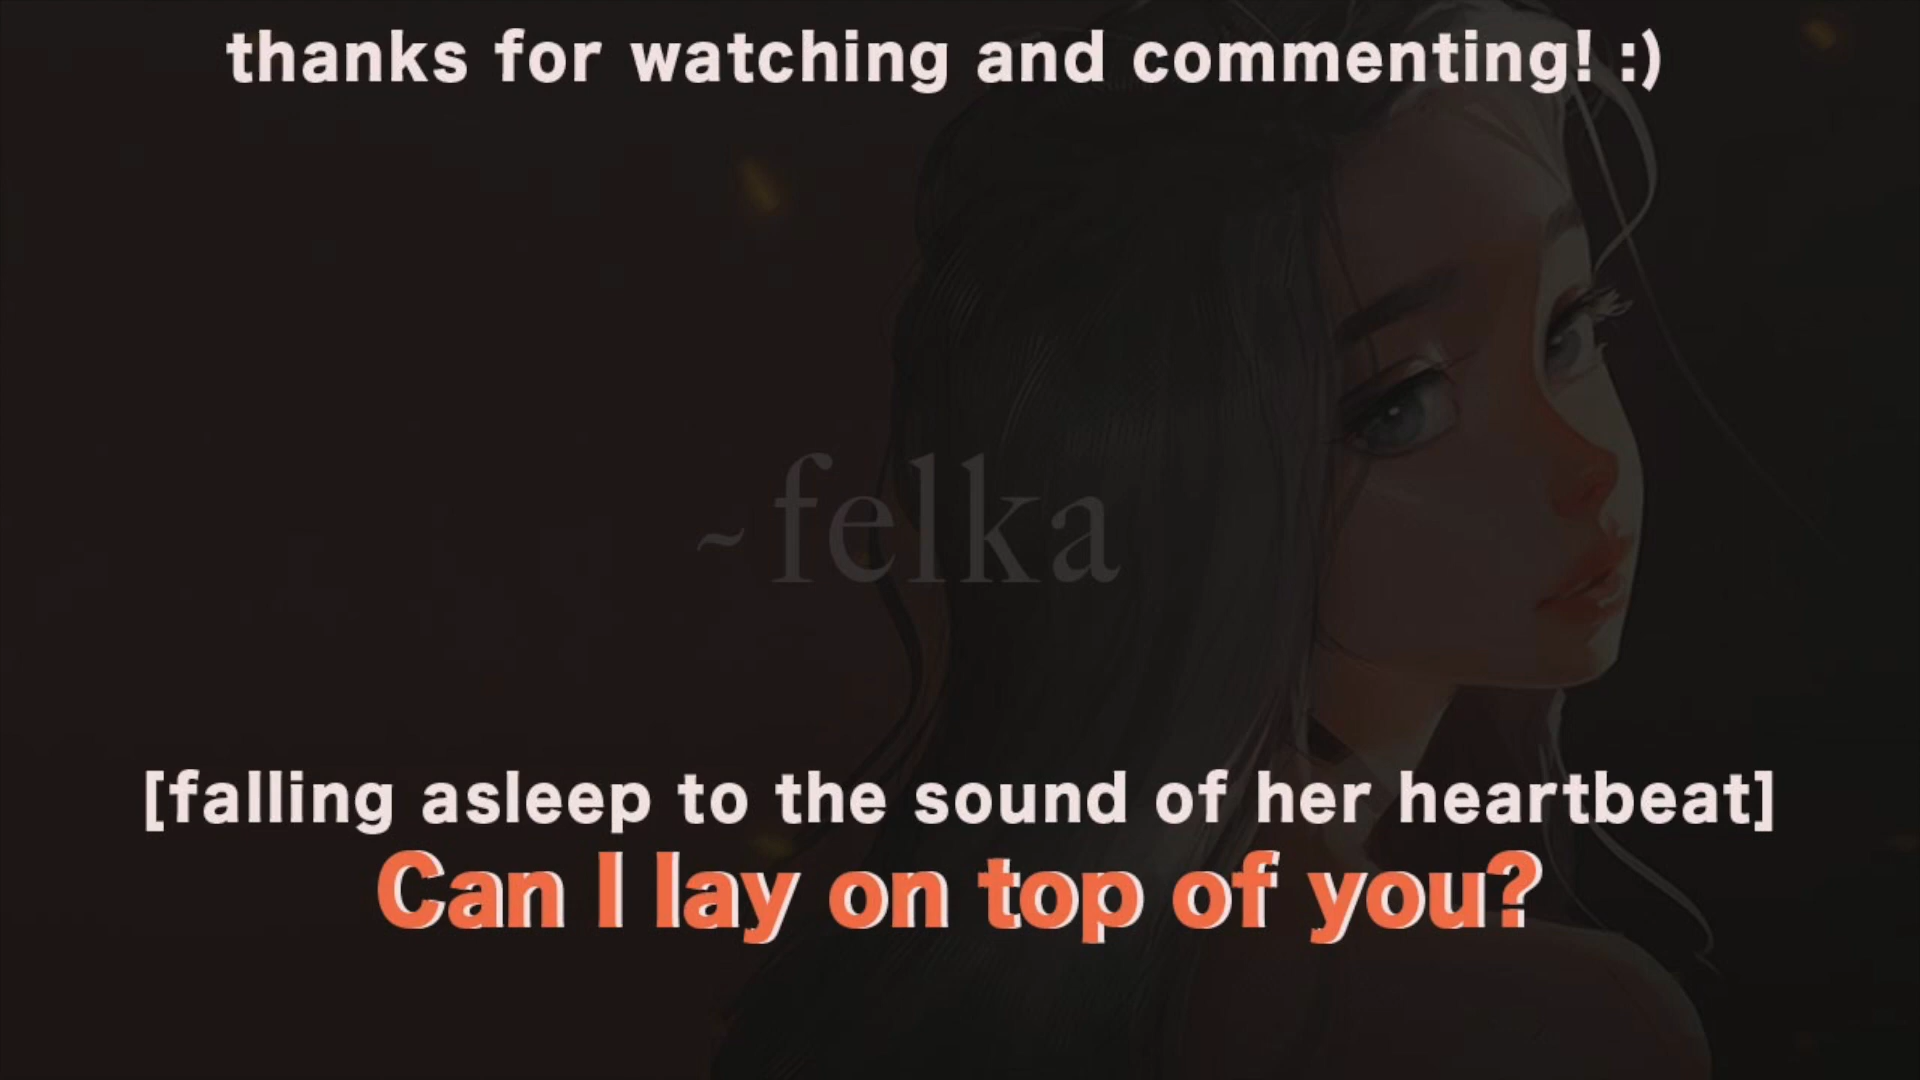 thanks for watching and commenting! :)
~felka
[falling asleep to the sound of her heartbeat]
Can I lay on top of you?